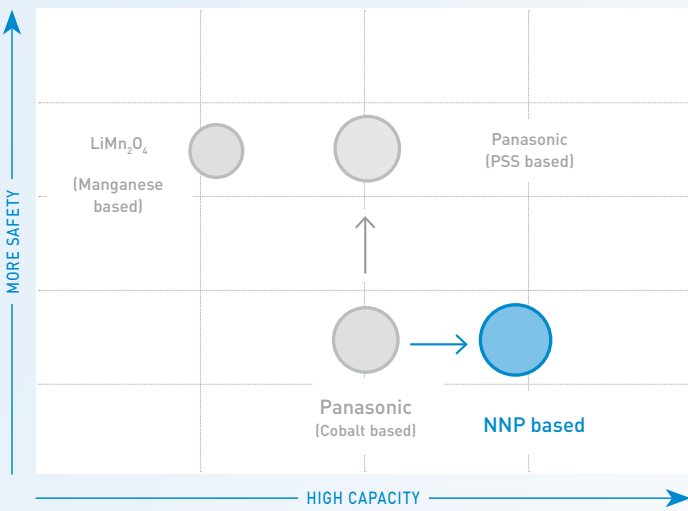 MORE SAFETY
LiMn₂O₄
(Manganese
based)
Panasonic
(PSS based)
Panasonic
(Cobalt based)
NNP based
HIGH CAPACITY